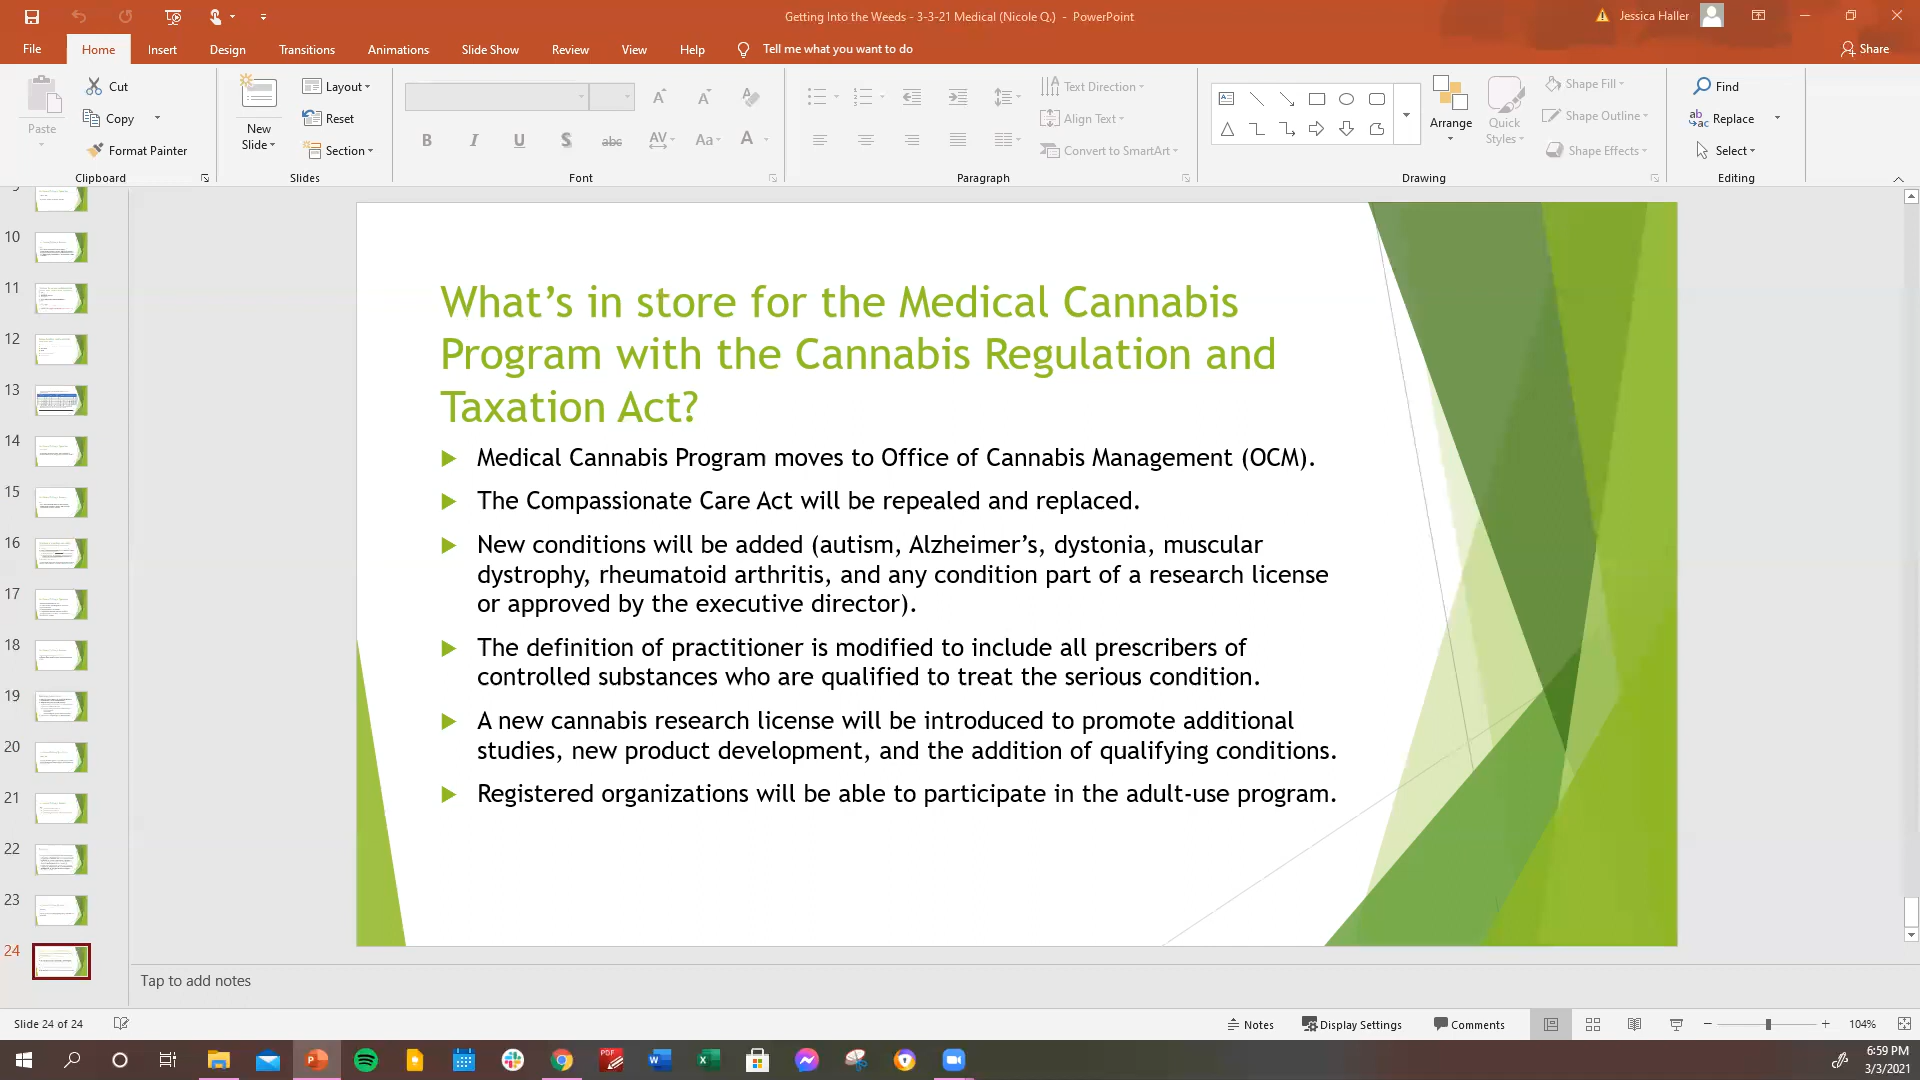 Getting Into the Weeds - 3-3-21 Medical (Nicole Q.) - PowerPoint
Jessica Haller
File Home Insert Design Transitions Animations Slide Show Review View Help Tell me what you want to do
Share
Paste
Cut
Copy
Format Painter
Clipboard
New
Slide
Layout
Reset
Section
Slides
B I U S abc AV Aa A
Font
Text Direction
Align Text
Convert to SmartArt
Paragraph
Arrange
Quick
Styles
Shape Fill
Shape Outline
Shape Effects
Drawing
Find
Replace
Select
Editing
10
11
12
13
14
15
16
17
18
19
20
21
22
23
24
What's in store for the Medical Cannabis
Program with the Cannabis Regulation and
Taxation Act?
Medical Cannabis Program moves to Office of Cannabis Management (OCM).
The Compassionate Care Act will be repealed and replaced.
New conditions will be added (autism, Alzheimer's, dystonia, muscular
dystrophy, rheumatoid arthritis, and any condition part of a research license
or approved by the executive director).
The definition of practitioner is modified to include all prescribers of
controlled substances who are qualified to treat the serious condition.
A new cannabis research license will be introduced to promote additional
studies, new product development, and the addition of qualifying conditions.
Registered organizations will be able to participate in the adult-use program.
Tap to add notes
Slide 24 of 24
Notes
Display Settings
Comments
104%
6:59 PM
3/3/2021